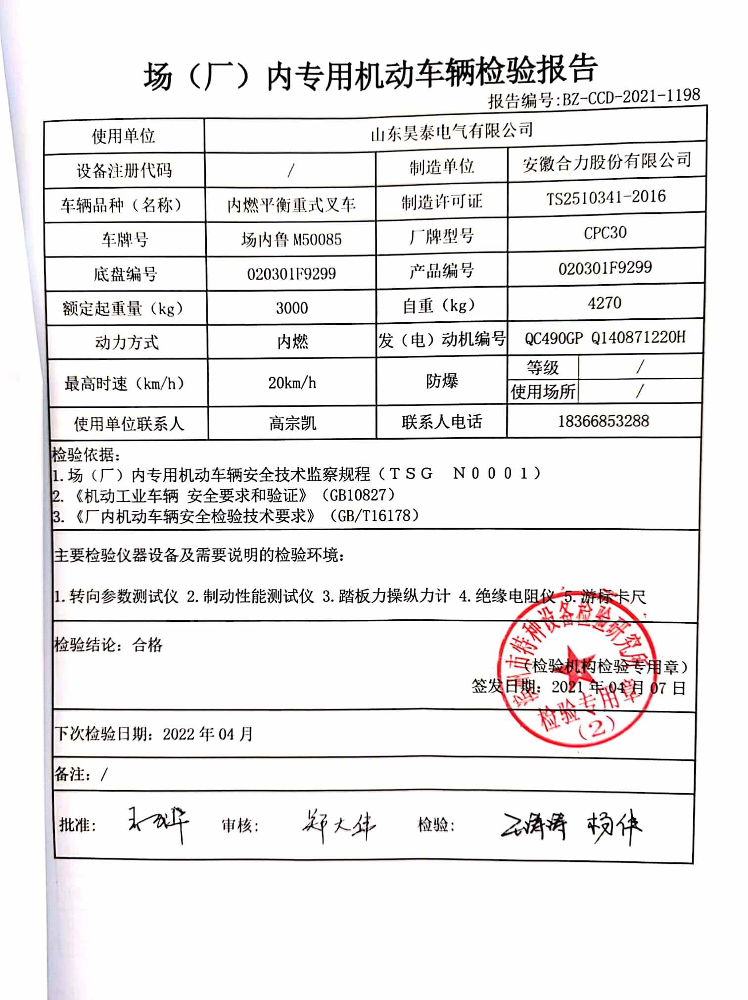 场（厂）内专用机动车辆检验报告
报告编号:BZ-CCD-2021-1198
使用单位 山东昊泰电气有限公司
设备注册代码 / 制造单位 安徽合力股份有限公司
车辆品种（名称） 内燃平衡重式叉车 制造许可证 TS2510341-2016
车牌号 场内鲁 M50085 厂牌型号 CPC30
底盘编号 020301F9299 产品编号 020301F9299
额定起重量（kg） 3000 自重（kg） 4270
动力方式 内燃 发（电）动机编号 QC490GP Q140871220H
最高时速（km/h） 20km/h 防爆 等级 /
使用场所 /
使用单位联系人 高宗凯 联系人电话 18366853288
检验依据：
1.场（厂）内专用机动车辆安全技术监察规程（ＴＳＧ　Ｎ０００１）
2.《机动工业车辆 安全要求和验证》（GB10827）
3.《厂内机动车辆安全检验技术要求》（GB/T16178）
主要检验仪器设备及需要说明的检验环境：
1.转向参数测试仪 2.制动性能测试仪 3.踏板力操纵力计 4.绝缘电阻仪 5.游标卡尺
检验结论：合格
市特种设备检验研究所
（检验机构检验专用章）
签发日期：2021 年 04 月 07 日
检验专用章
（2）
下次检验日期：2022 年 04 月
备注：/
批准： 审核：郑大伟 检验： 杨伟